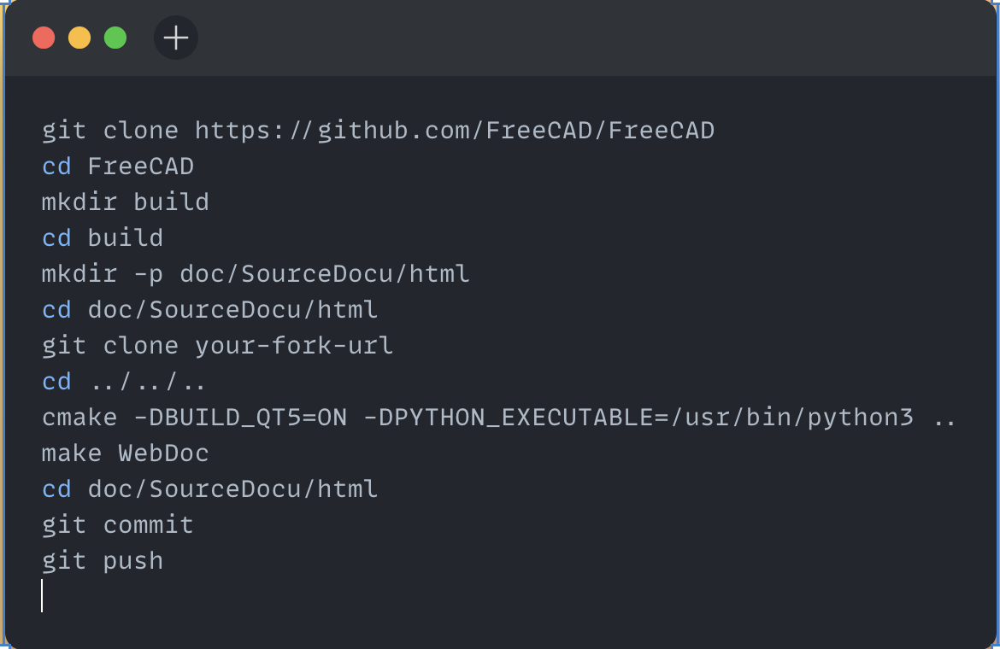 git clone https://github.com/FreeCAD/FreeCAD
cd FreeCAD
mkdir build
cd build
mkdir -p doc/SourceDocu/html
cd doc/SourceDocu/html
git clone your-fork-url
cd ../../..
cmake -DBUILD_QT5=ON -DPYTHON_EXECUTABLE=/usr/bin/python3 ..
make WebDoc
cd doc/SourceDocu/html
git commit
git push